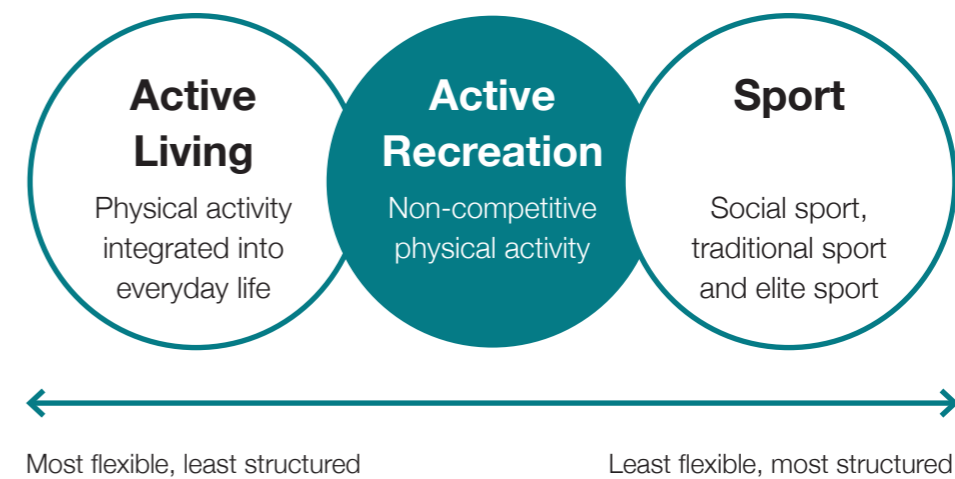 Active
Living
Physical activity
integrated into
everyday life
Active
Recreation
Non-competitive
physical activity
Sport
Social sport,
traditional sport
and elite sport
Most flexible, least structured
Least flexible, most structured